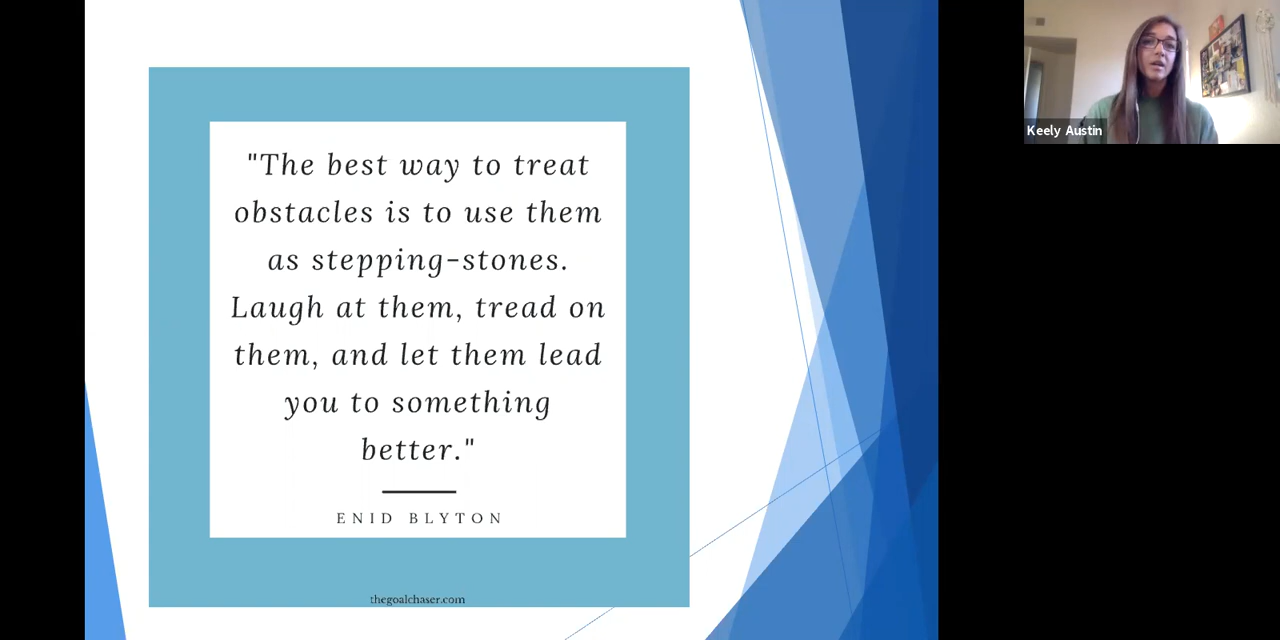 "The best way to treat
obstacles is to use them
as stepping-stones.
Laugh at them, tread on
them, and let them lead
you to something
better."
ENID BLYTON
thegoalchaser.com
Keely Austin